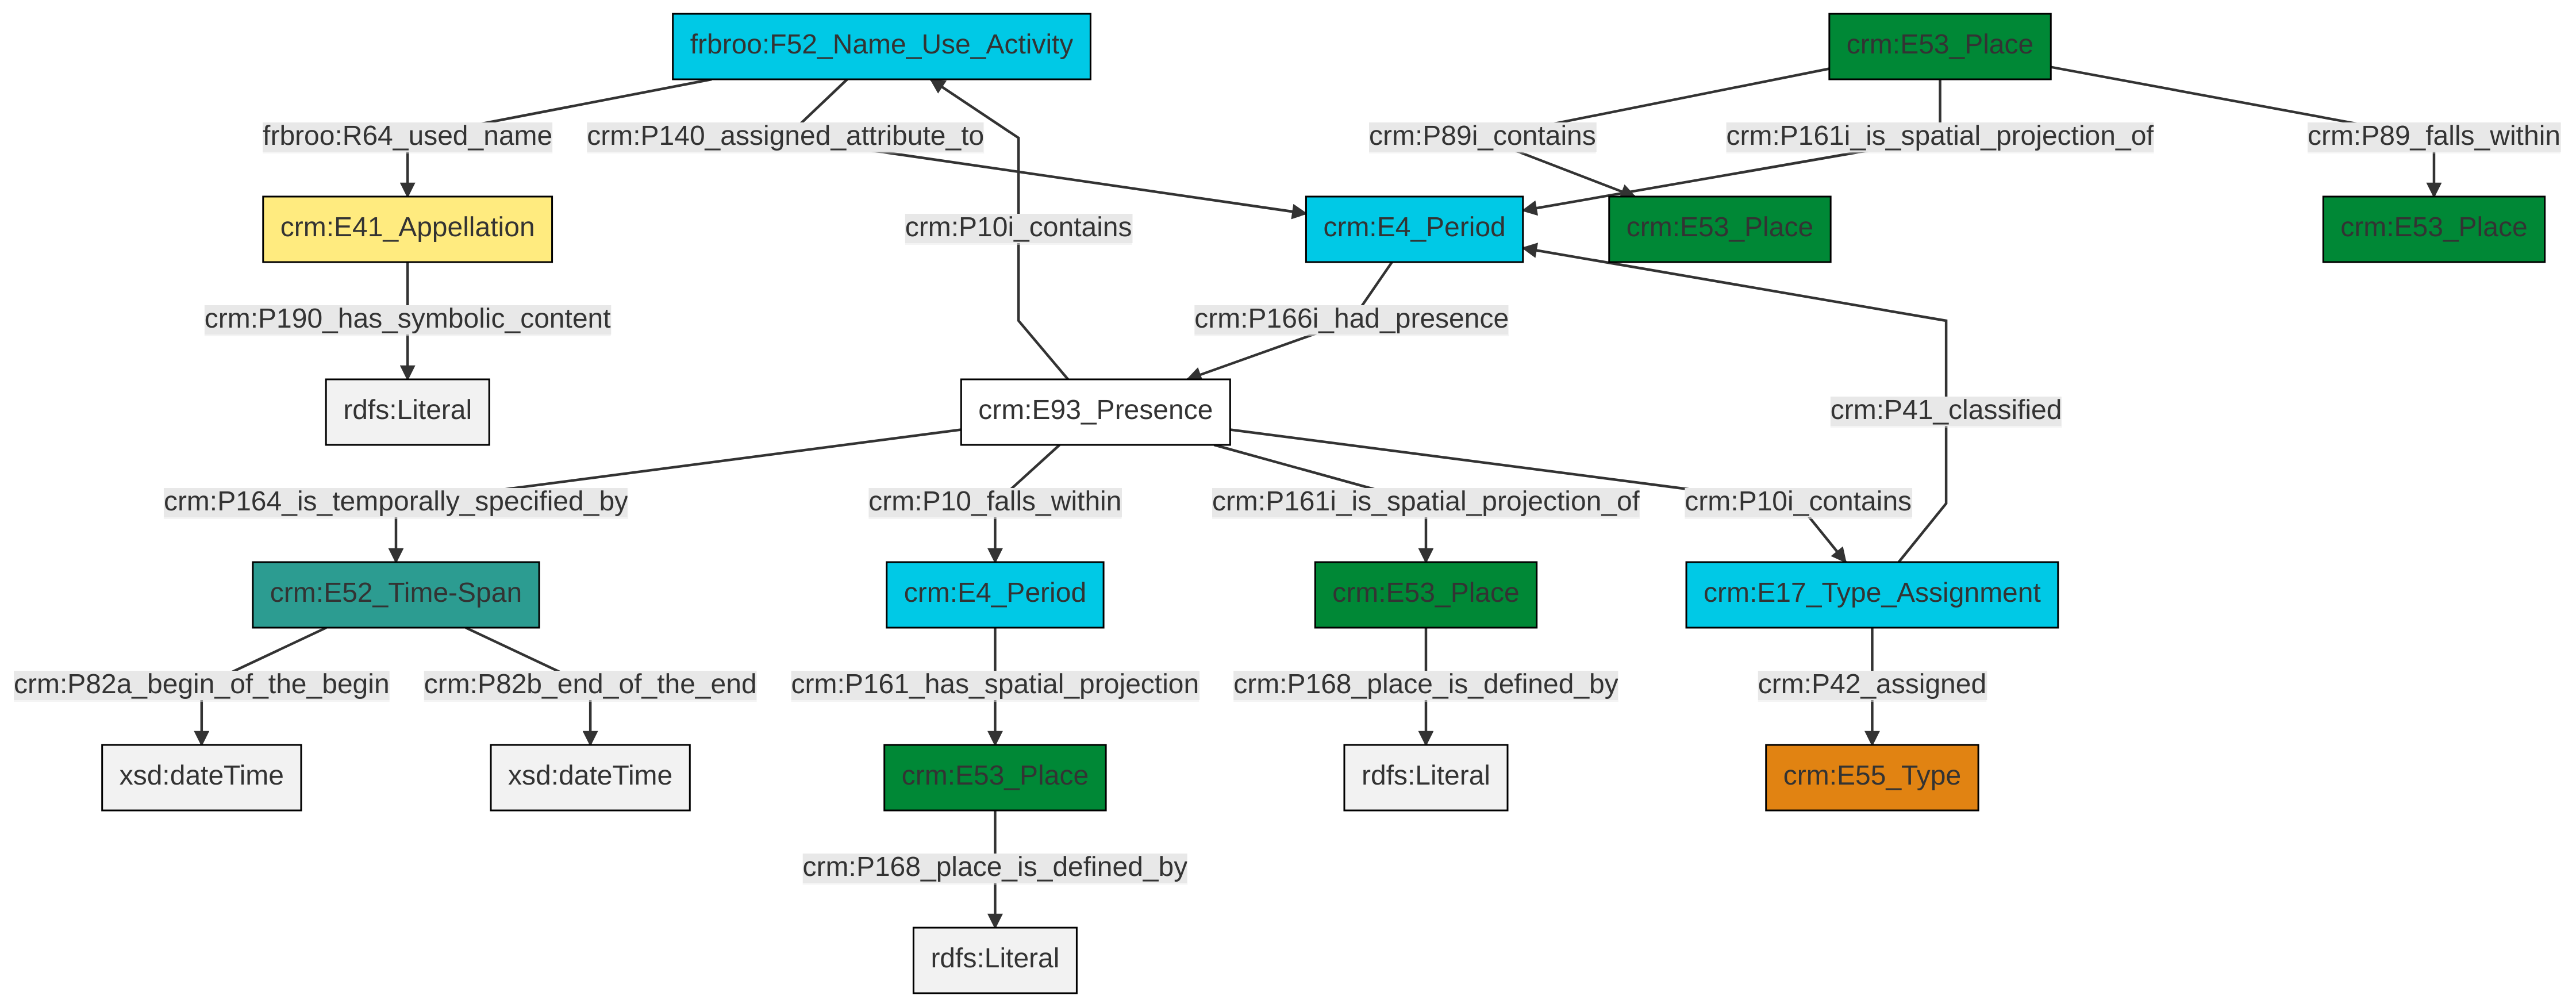 frbroo:F52_Name_Use_Activity
crm:E53_Place
frbroo:R64_used_name
crm:P140_assigned_attribute_to
crm:P89i_contains
crm:P161i_is_spatial_projection_of
crm:P89_falls_within
crm:E41_Appellation
crm:P10i_contains
crm:E4_Period
crm:E53_Place
crm:E53_Place
crm:P190_has_symbolic_content
crm:P166i_had_presence
rdfs:Literal
crm:E93_Presence
crm:P41_classified
crm:P164_is_temporally_specified_by
crm:P10_falls_within
crm:P161i_is_spatial_projection_of
crm:P10i_contains
crm:E52_Time-Span
crm:E4_Period
crm:E53_Place
crm:E17_Type_Assignment
crm:P82a_begin_of_the_begin
crm:P82b_end_of_the_end
crm:P161_has_spatial_projection
crm:P168_place_is_defined_by
crm:P42_assigned
xsd:dateTime
xsd:dateTime
crm:E53_Place
rdfs:Literal
crm:E55_Type
crm:P168_place_is_defined_by
rdfs:Literal